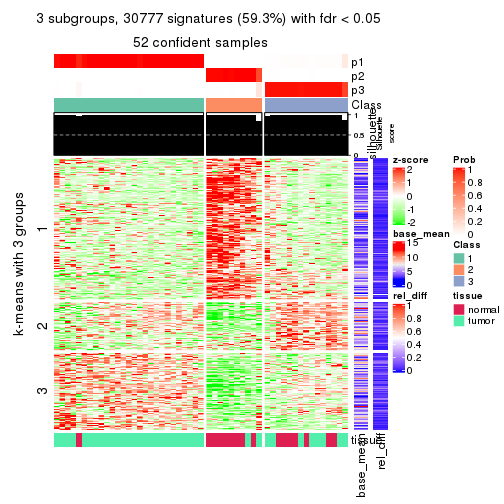 3 subgroups, 30777 signatures (59.3%) with fdr < 0.05
52 confident samples
p1
p2
p3
Class
1
0.5
0
silhouette
Silhouette
score
k-means with 3 groups
1
2
3
tissue
base_mean
rel_diff
z-score
2
1
0
-1
-2
base_mean
15
10
5
0
rel_diff
0.8
0.6
0.4
0.2
0
Prob
1
0.8
0.6
0.4
0.2
0
Class
1
2
3
tissue
normal
tumor